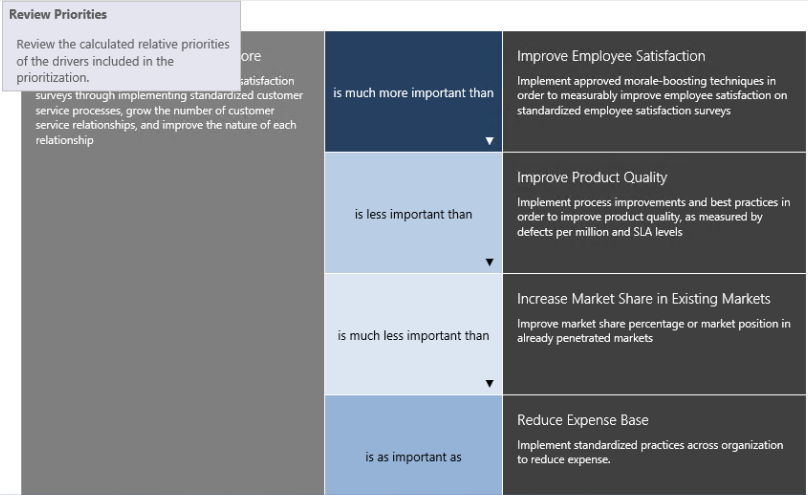 Review Priorities
Review the calculated relative priorities
of the drivers included in the
prioritization.
ore
satisfaction
surveys through implementing standardized customer
service processes, grow the number of customer
service relationships, and improve the nature of each
relationship
is much more important than
Improve Employee Satisfaction
Implement approved morale-boosting techniques in
order to measurably improve employee satisfaction on
standardized employee satisfaction surveys
is less important than
Improve Product Quality
Implement process improvements and best practices in
order to improve product quality, as measured by
defects per million and SLA levels
is much less important than
Increase Market Share in Existing Markets
Improve market share percentage or market position in
already penetrated markets
is as important as
Reduce Expense Base
Implement standardized practices across organization
to reduce expense.